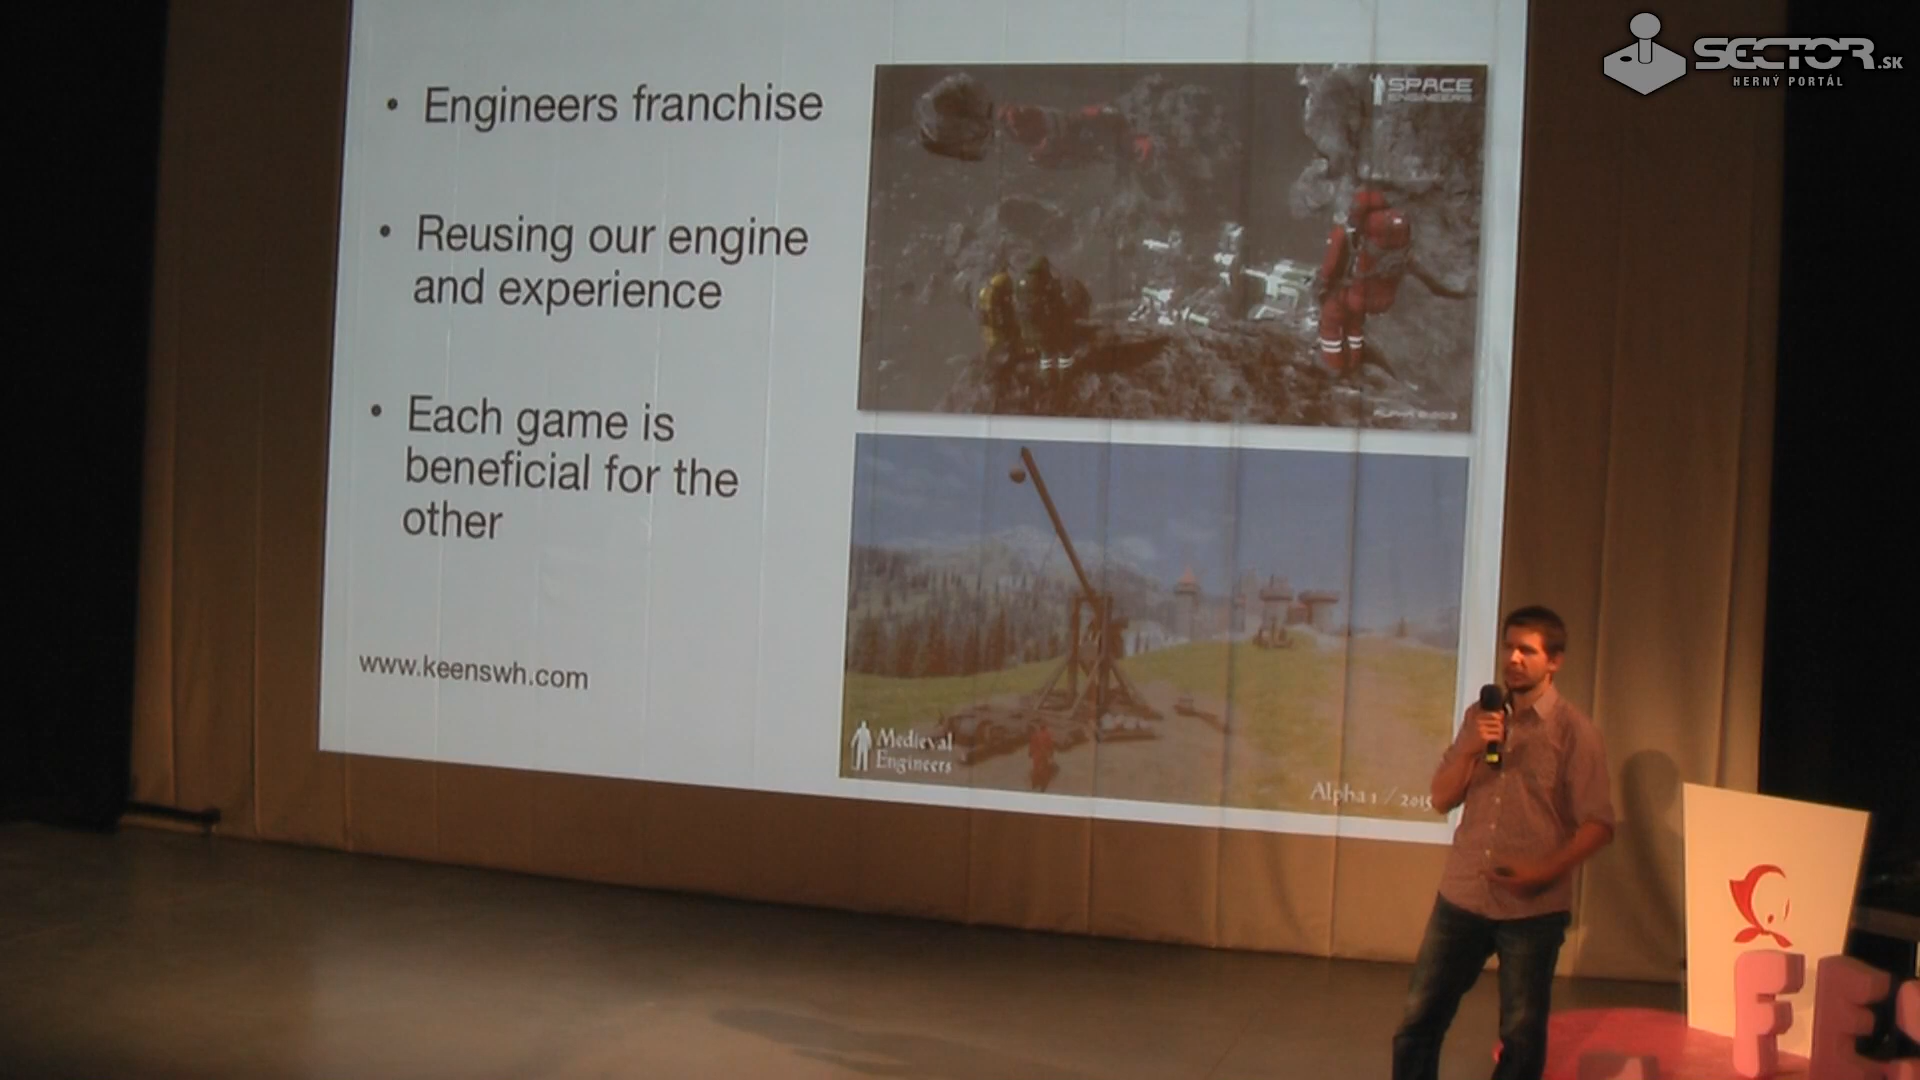 SECTOR.SK
HERNÝ PORTÁL
• Engineers franchise
• Reusing our engine
and experience
• Each game is
beneficial for the
other
www.keenswh.com
SPACE
ENGINEERS
Medieval
Engineers
Alpha 1 / 2015
FE